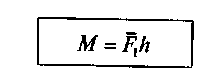 M = F̿₁h